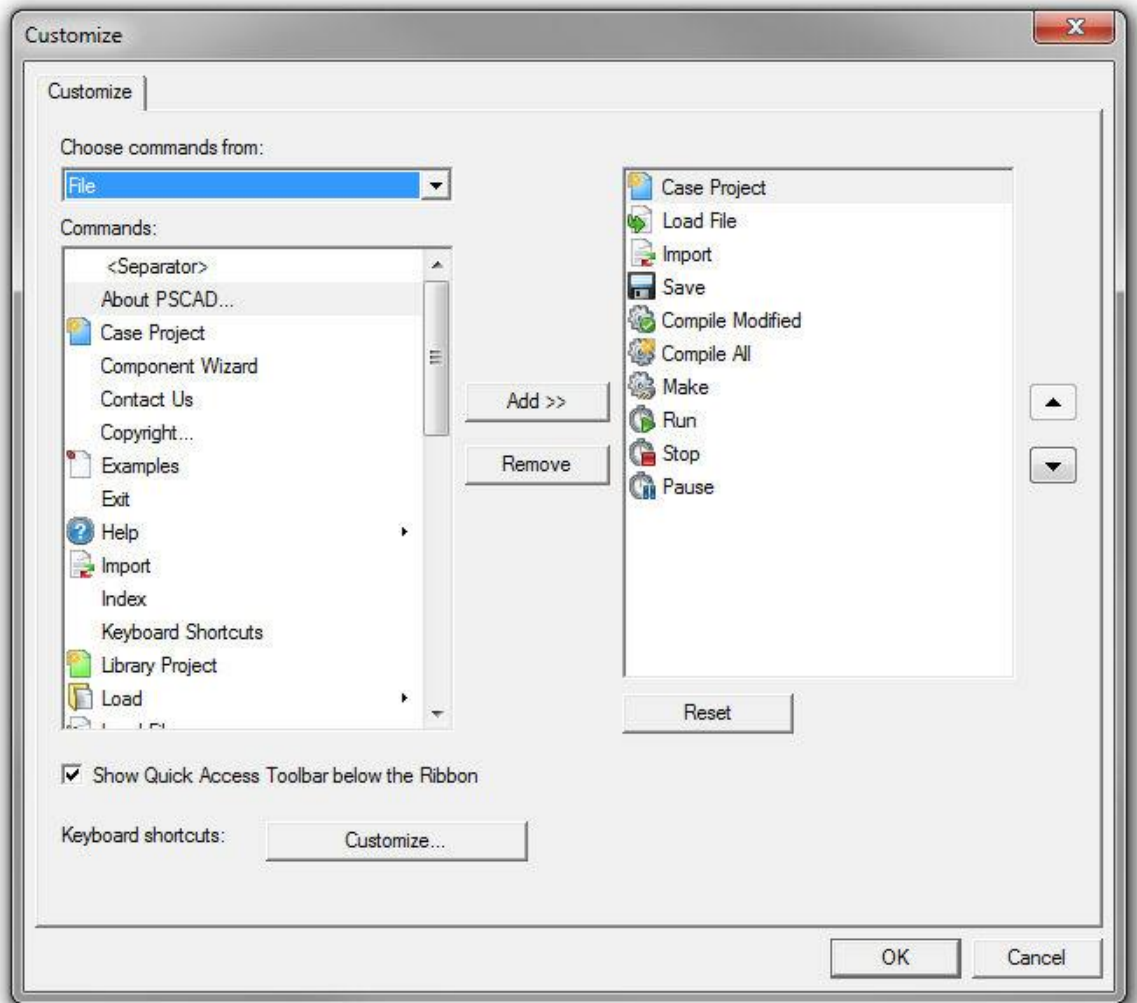 Customize
Customize
Choose commands from:
File
Commands:
<Separator>
About PSCAD...
Case Project
Component Wizard
Contact Us
Copyright...
Examples
Exit
Help
Import
Index
Keyboard Shortcuts
Library Project
Load
Add >>
Remove
Case Project
Load File
Import
Save
Compile Modified
Compile All
Make
Run
Stop
Pause
Reset
Show Quick Access Toolbar below the Ribbon
Keyboard shortcuts:
Customize...
OK
Cancel